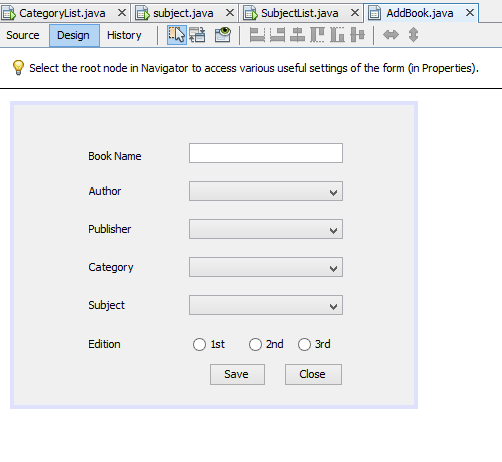 CategoryList.java × subject.java × SubjectList.java × AddBook.java ×
Source Design History
Select the root node in Navigator to access various useful settings of the form (in Properties).
Book Name
Author
Publisher
Category
Subject
Edition 1st 2nd 3rd
Save Close